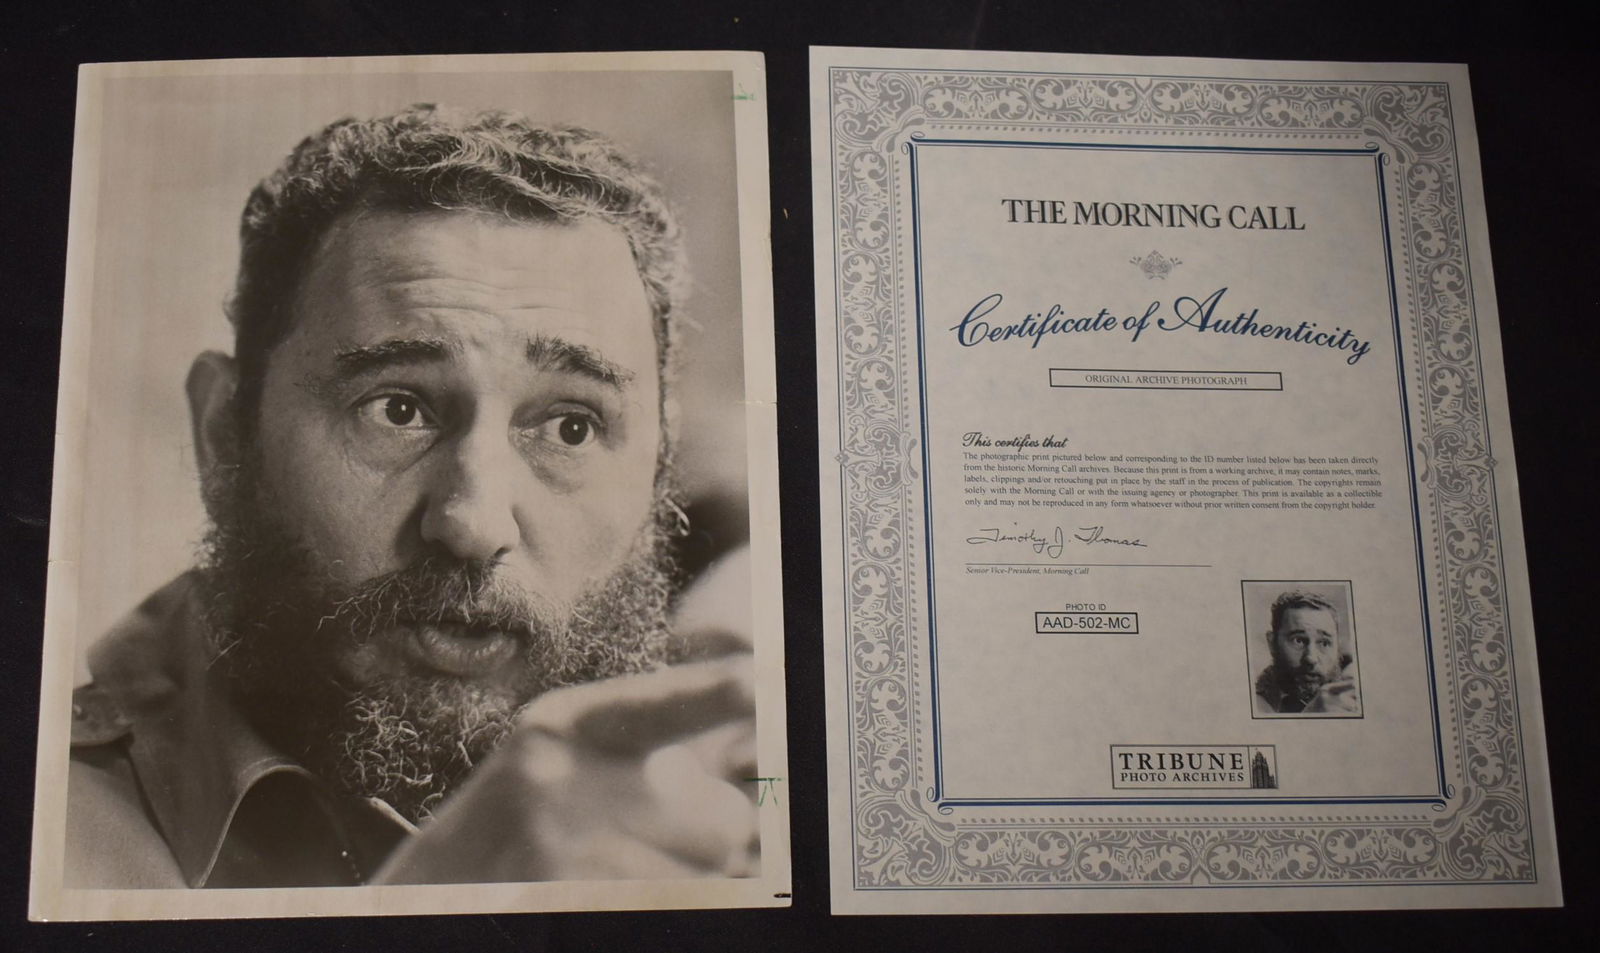 THE MORNING CALL
Certificate of Authenticity
ORIGINAL ARCHIVE PHOTOGRAPH
This certifies that
The photographic print pictured below and corresponding to the ID number listed below has been taken directly
from the historic Morning Call archives. Because this print is from a working archive, it may contain notes, marks,
labels, clippings and/or retouching put in place by the staff in the process of publication. The copyrights remain
solely with the Morning Call or with the issuing agency or photographer. This print is available as a collectible
only and may not be reproduced in any form whatsoever without prior written consent from the copyright holder.
Timothy J. Thomas
Senior Vice-President, Morning Call
PHOTO ID
AAD-502-MC
TRIBUNE
PHOTO ARCHIVES